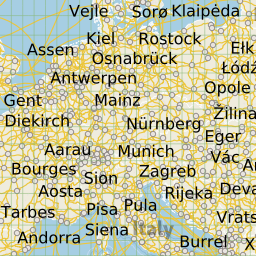 Vejle Sorø Klaipėda
Kiel Rostock
Assen Ełk
Osnabrück
Łódź
Antwerpen
Opole
Gent Mainz
Žilina
Diekirch Nürnberg
Eger
Aarau Munich
Vác
Bourges Sion Zagreb
Aosta Rijeka Deva
Tarbes Pisa Pula
Vrats
Siena Italy
Andorra Burrel